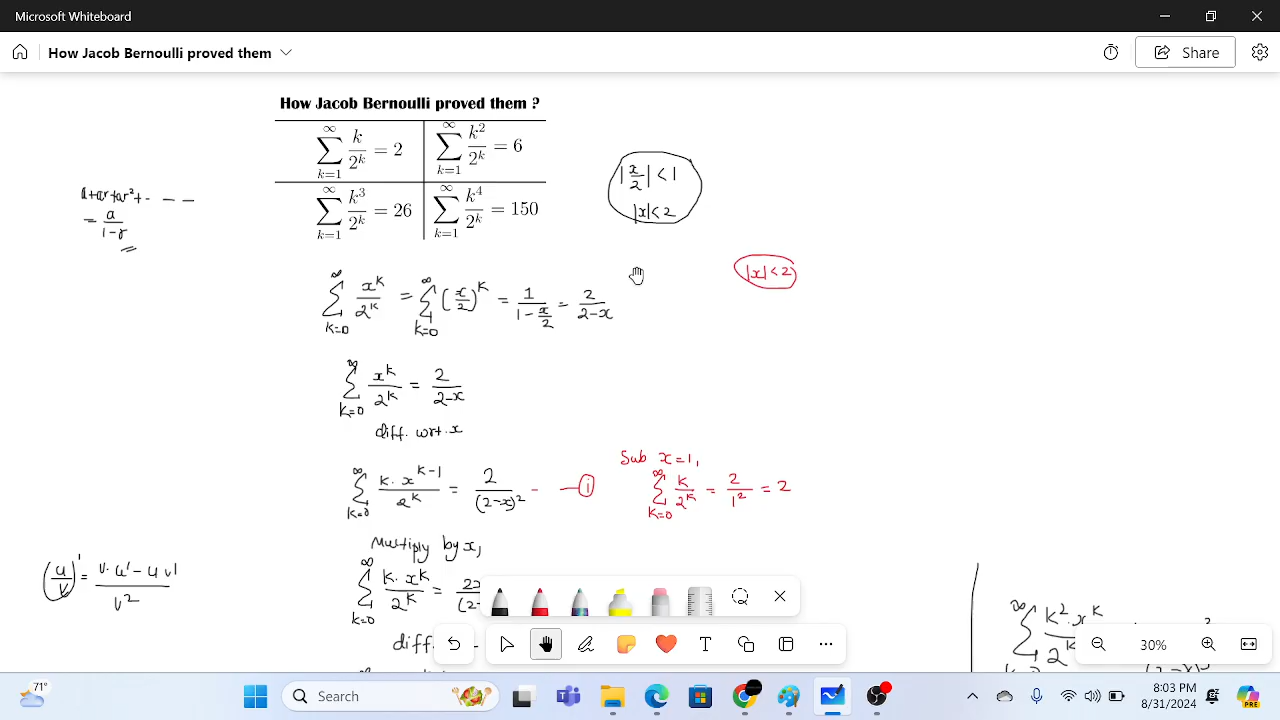 Microsoft Whiteboard
How Jacob Bernoulli proved them
Share
How Jacob Bernoulli proved them ?
∞ ∑ k=1 k/2^k = 2
∞ ∑ k=1 k²/2^k = 6
∞ ∑ k=1 k³/2^k = 26
∞ ∑ k=1 k⁴/2^k = 150
|x/2| < 1
|x| < 2
a+ar+ar²+- - -
= a/1-r
|x| < 2
∞ ∑ k=0 x^k/2^k = ∞ ∑ k=0 (x/2)^k = 1/(1-x/2) = 2/(2-x)
∞ ∑ k=0 x^k/2^k = 2/(2-x)
diff. wrt. x
∞ ∑ k=0 k. x^(k-1)/2^k = 2/(2-x)² - — ①
Sub x=1,
∞ ∑ k=0 k/2^k = 2/1² = 2
Multiply by x,
∞ ∑ k=0 k. x^k/2^k =
(u/v)' = v. u' - u v'/v²
diff
∞ ∑ k² . x^k
30%
71°
Search
PRE
8:03 PM
8/31/2024